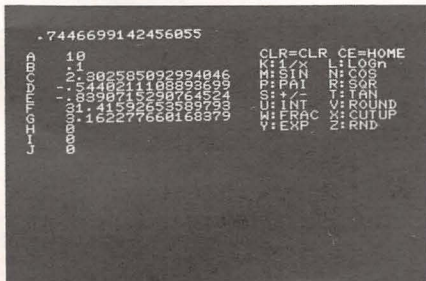 .7446699142456055
A 10
B .1
C 2.302585092994046
D -.5440211108893699
E -.8390715290764524
F 31.41592653589793
G 3.162277660168379
H 0
I 0
J 0
CLR=CLR CE=HOME
K:1/x L:LOGn
M:SIN N:COS
P:PAI R:SQR
S:+/- T:TAN
U:INT V:ROUND
W:FRAC X:CUTUP
Y:EXP Z:RND